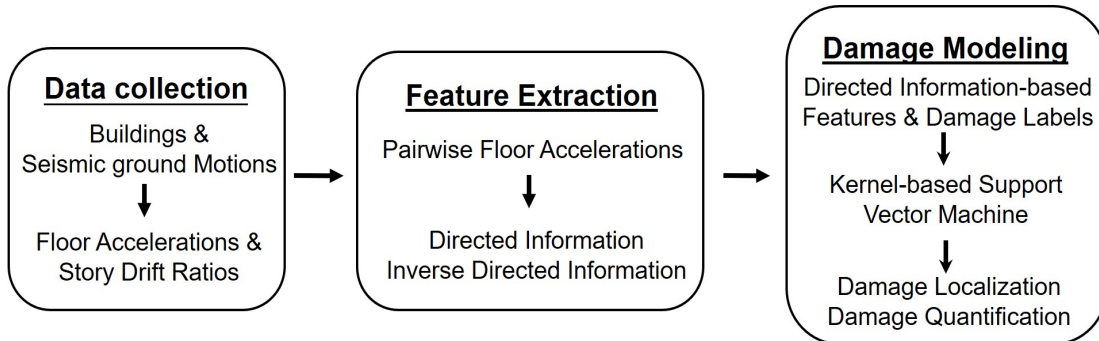 Data collection
Buildings &
Seismic ground Motions
Floor Accelerations &
Story Drift Ratios
Feature Extraction
Pairwise Floor Accelerations
Directed Information
Inverse Directed Information
Damage Modeling
Directed Information-based
Features & Damage Labels
Kernel-based Support
Vector Machine
Damage Localization
Damage Quantification